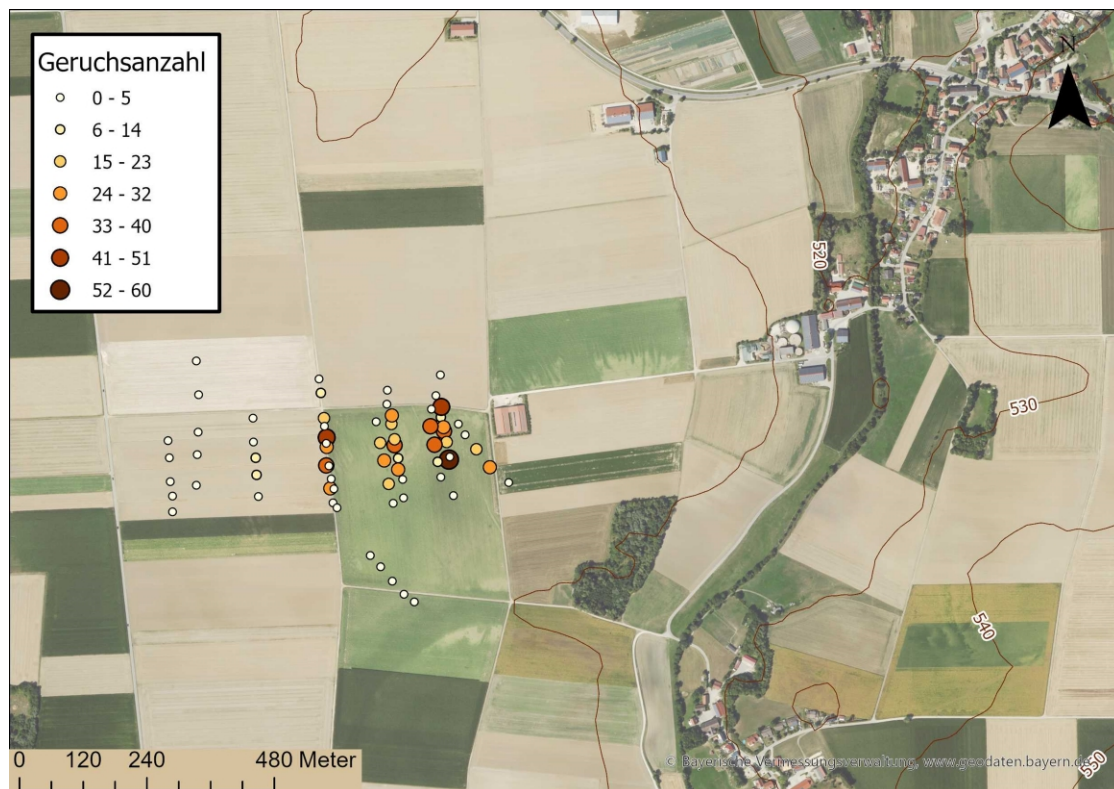 Geruchsanzahl
0 - 5
6 - 14
15 - 23
24 - 32
33 - 40
41 - 51
52 - 60
N
520
530
540
550
0 120 240 480 Meter
© Bayerische Vermessungsverwaltung, www.geodaten.bayern.de